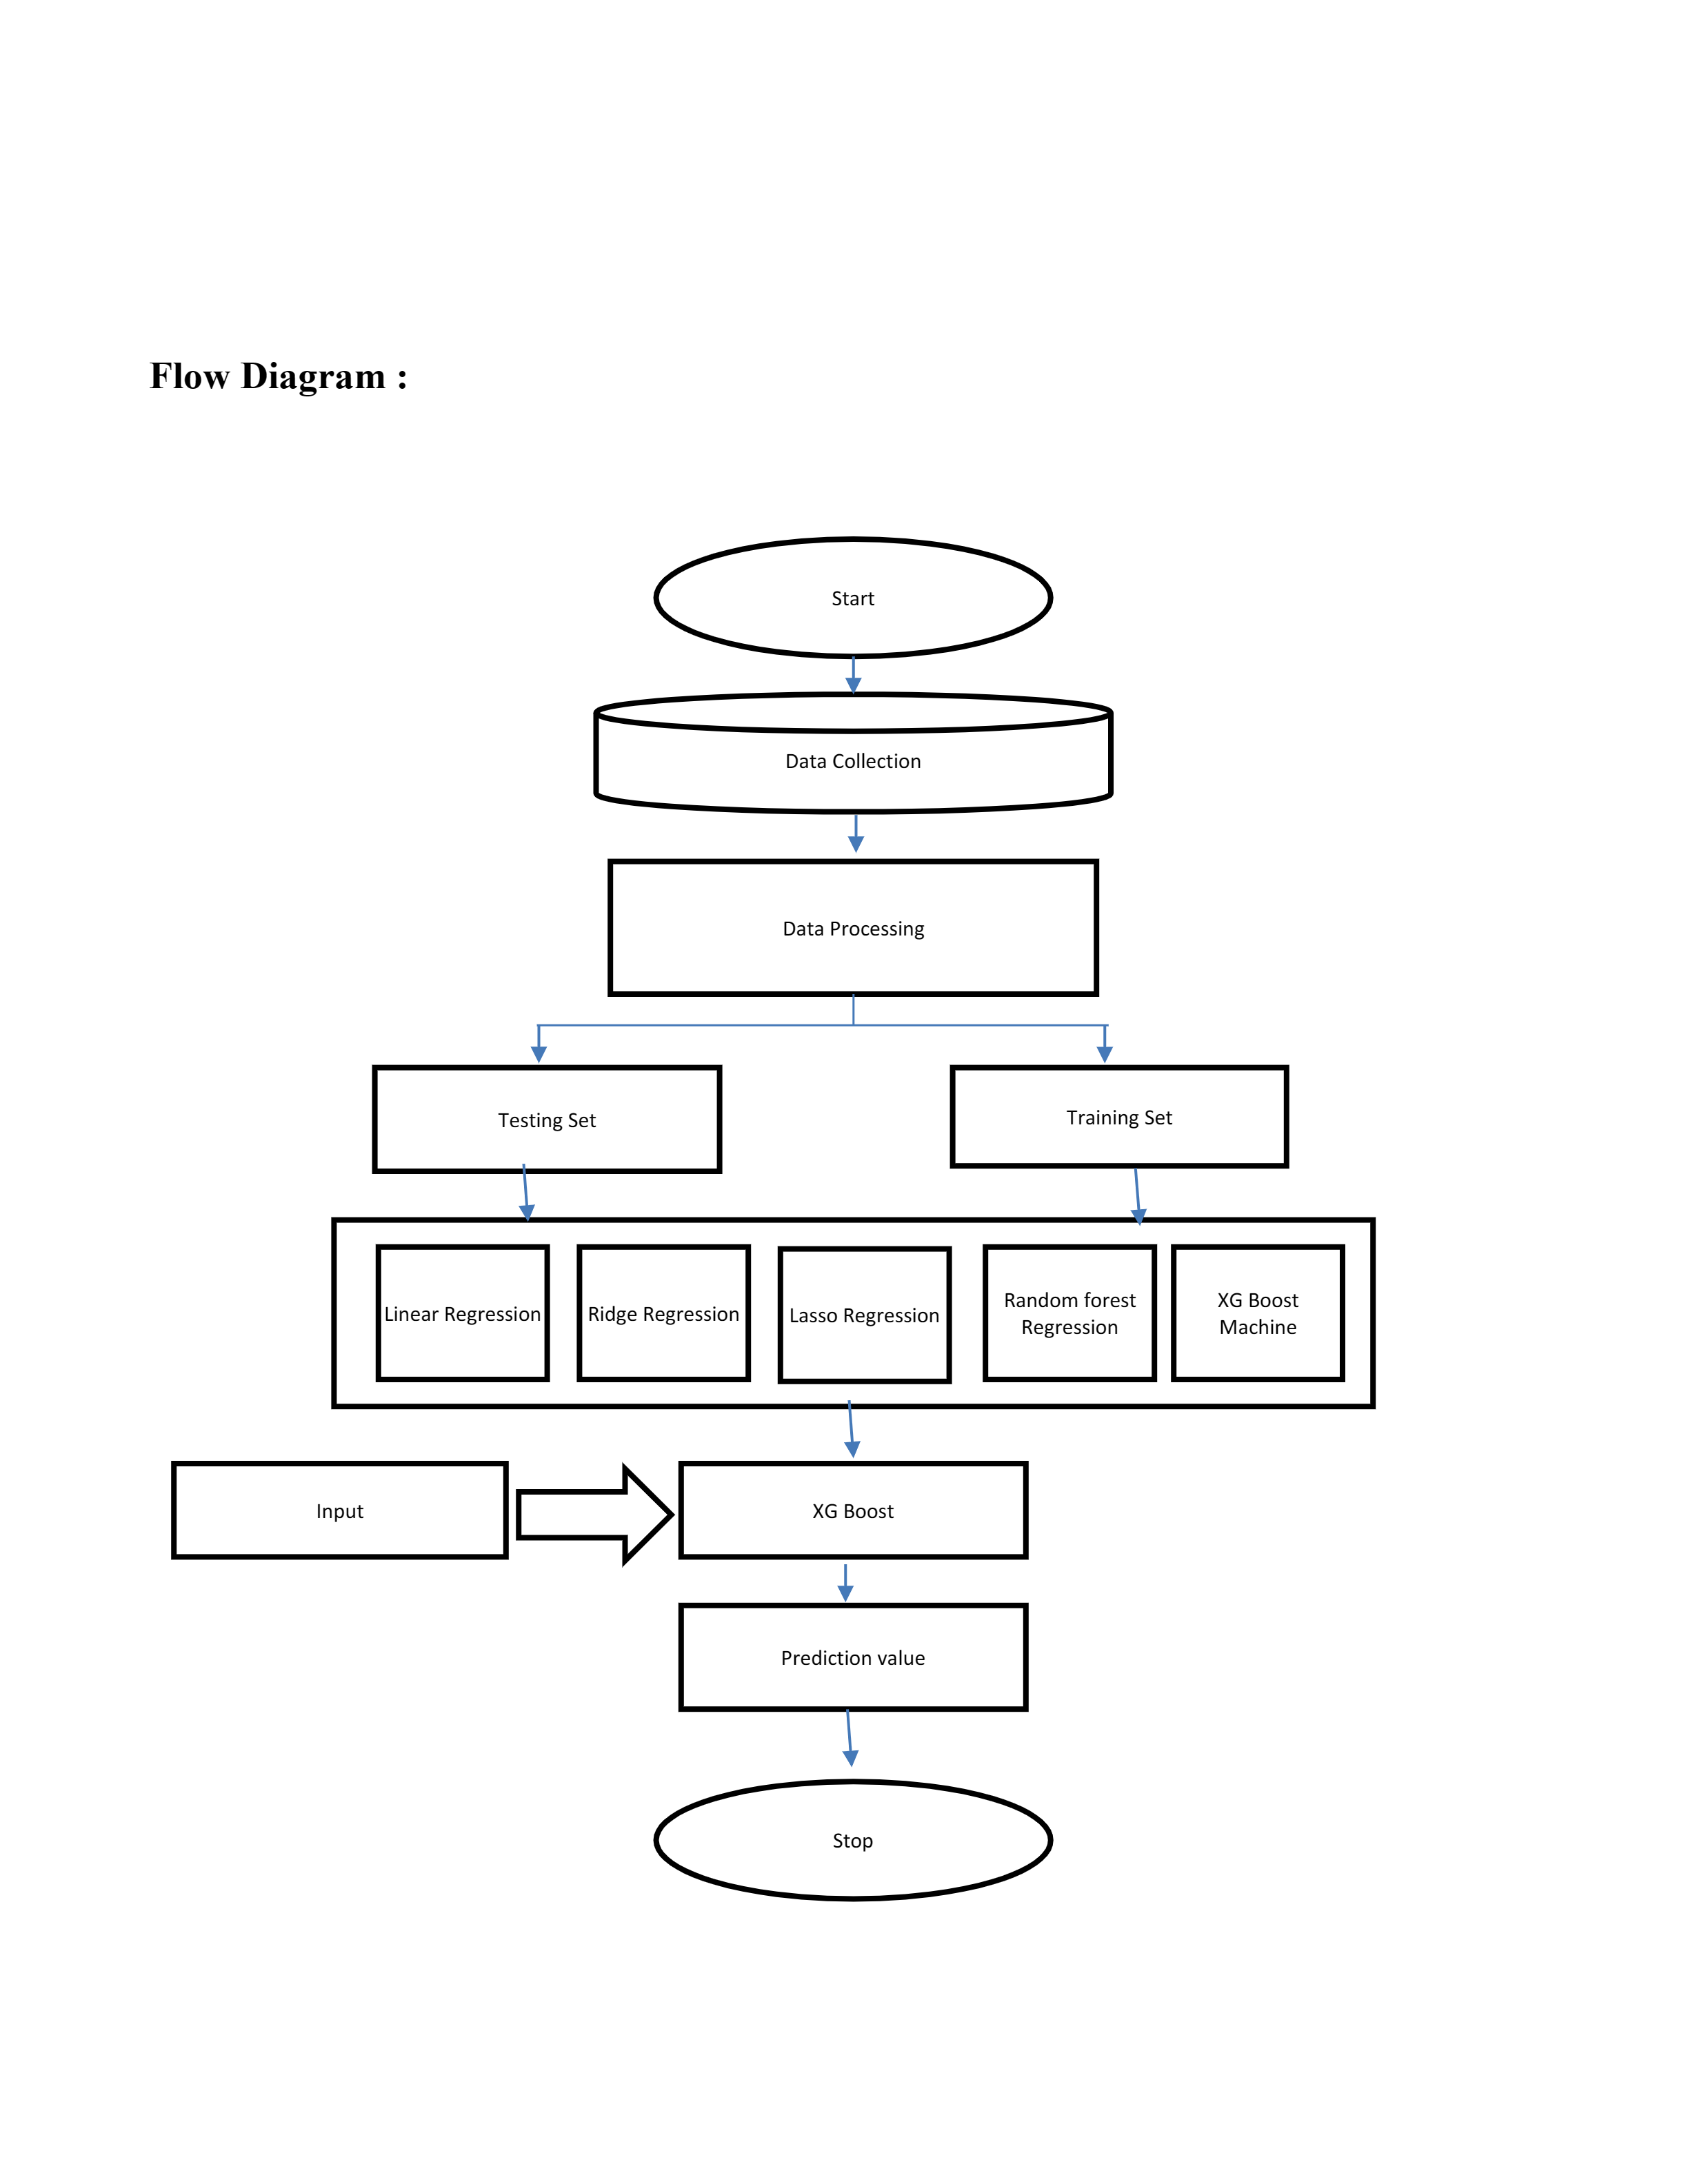 Flow Diagram :
Start
Data Collection
Data Processing
Testing Set
Training Set
Linear Regression
Ridge Regression
Lasso Regression
Random forest
Regression
XG Boost
Machine
Input
XG Boost
Prediction value
Stop